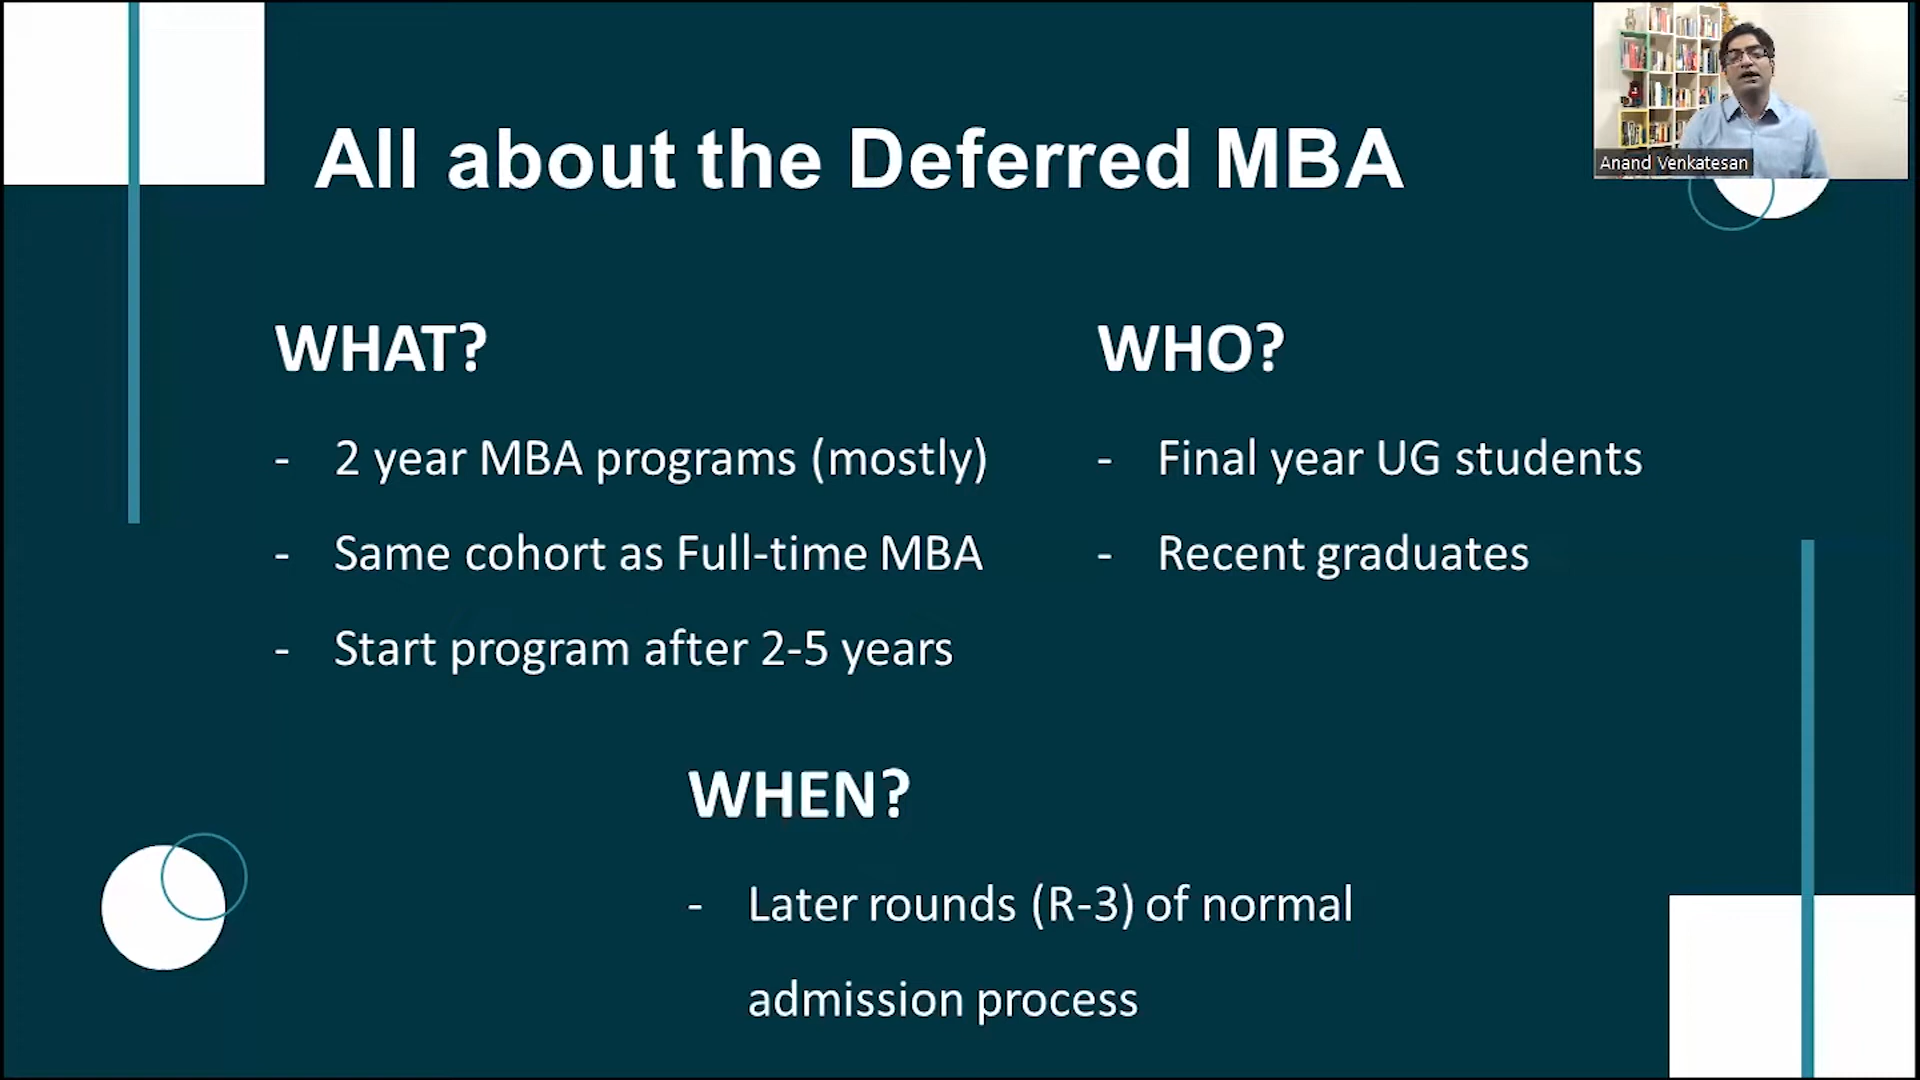 All about the Deferred MBA
Anand Venkatesan
WHAT?
- 2 year MBA programs (mostly)
- Same cohort as Full-time MBA
- Start program after 2-5 years
WHO?
- Final year UG students
- Recent graduates
WHEN?
- Later rounds (R-3) of normal
admission process